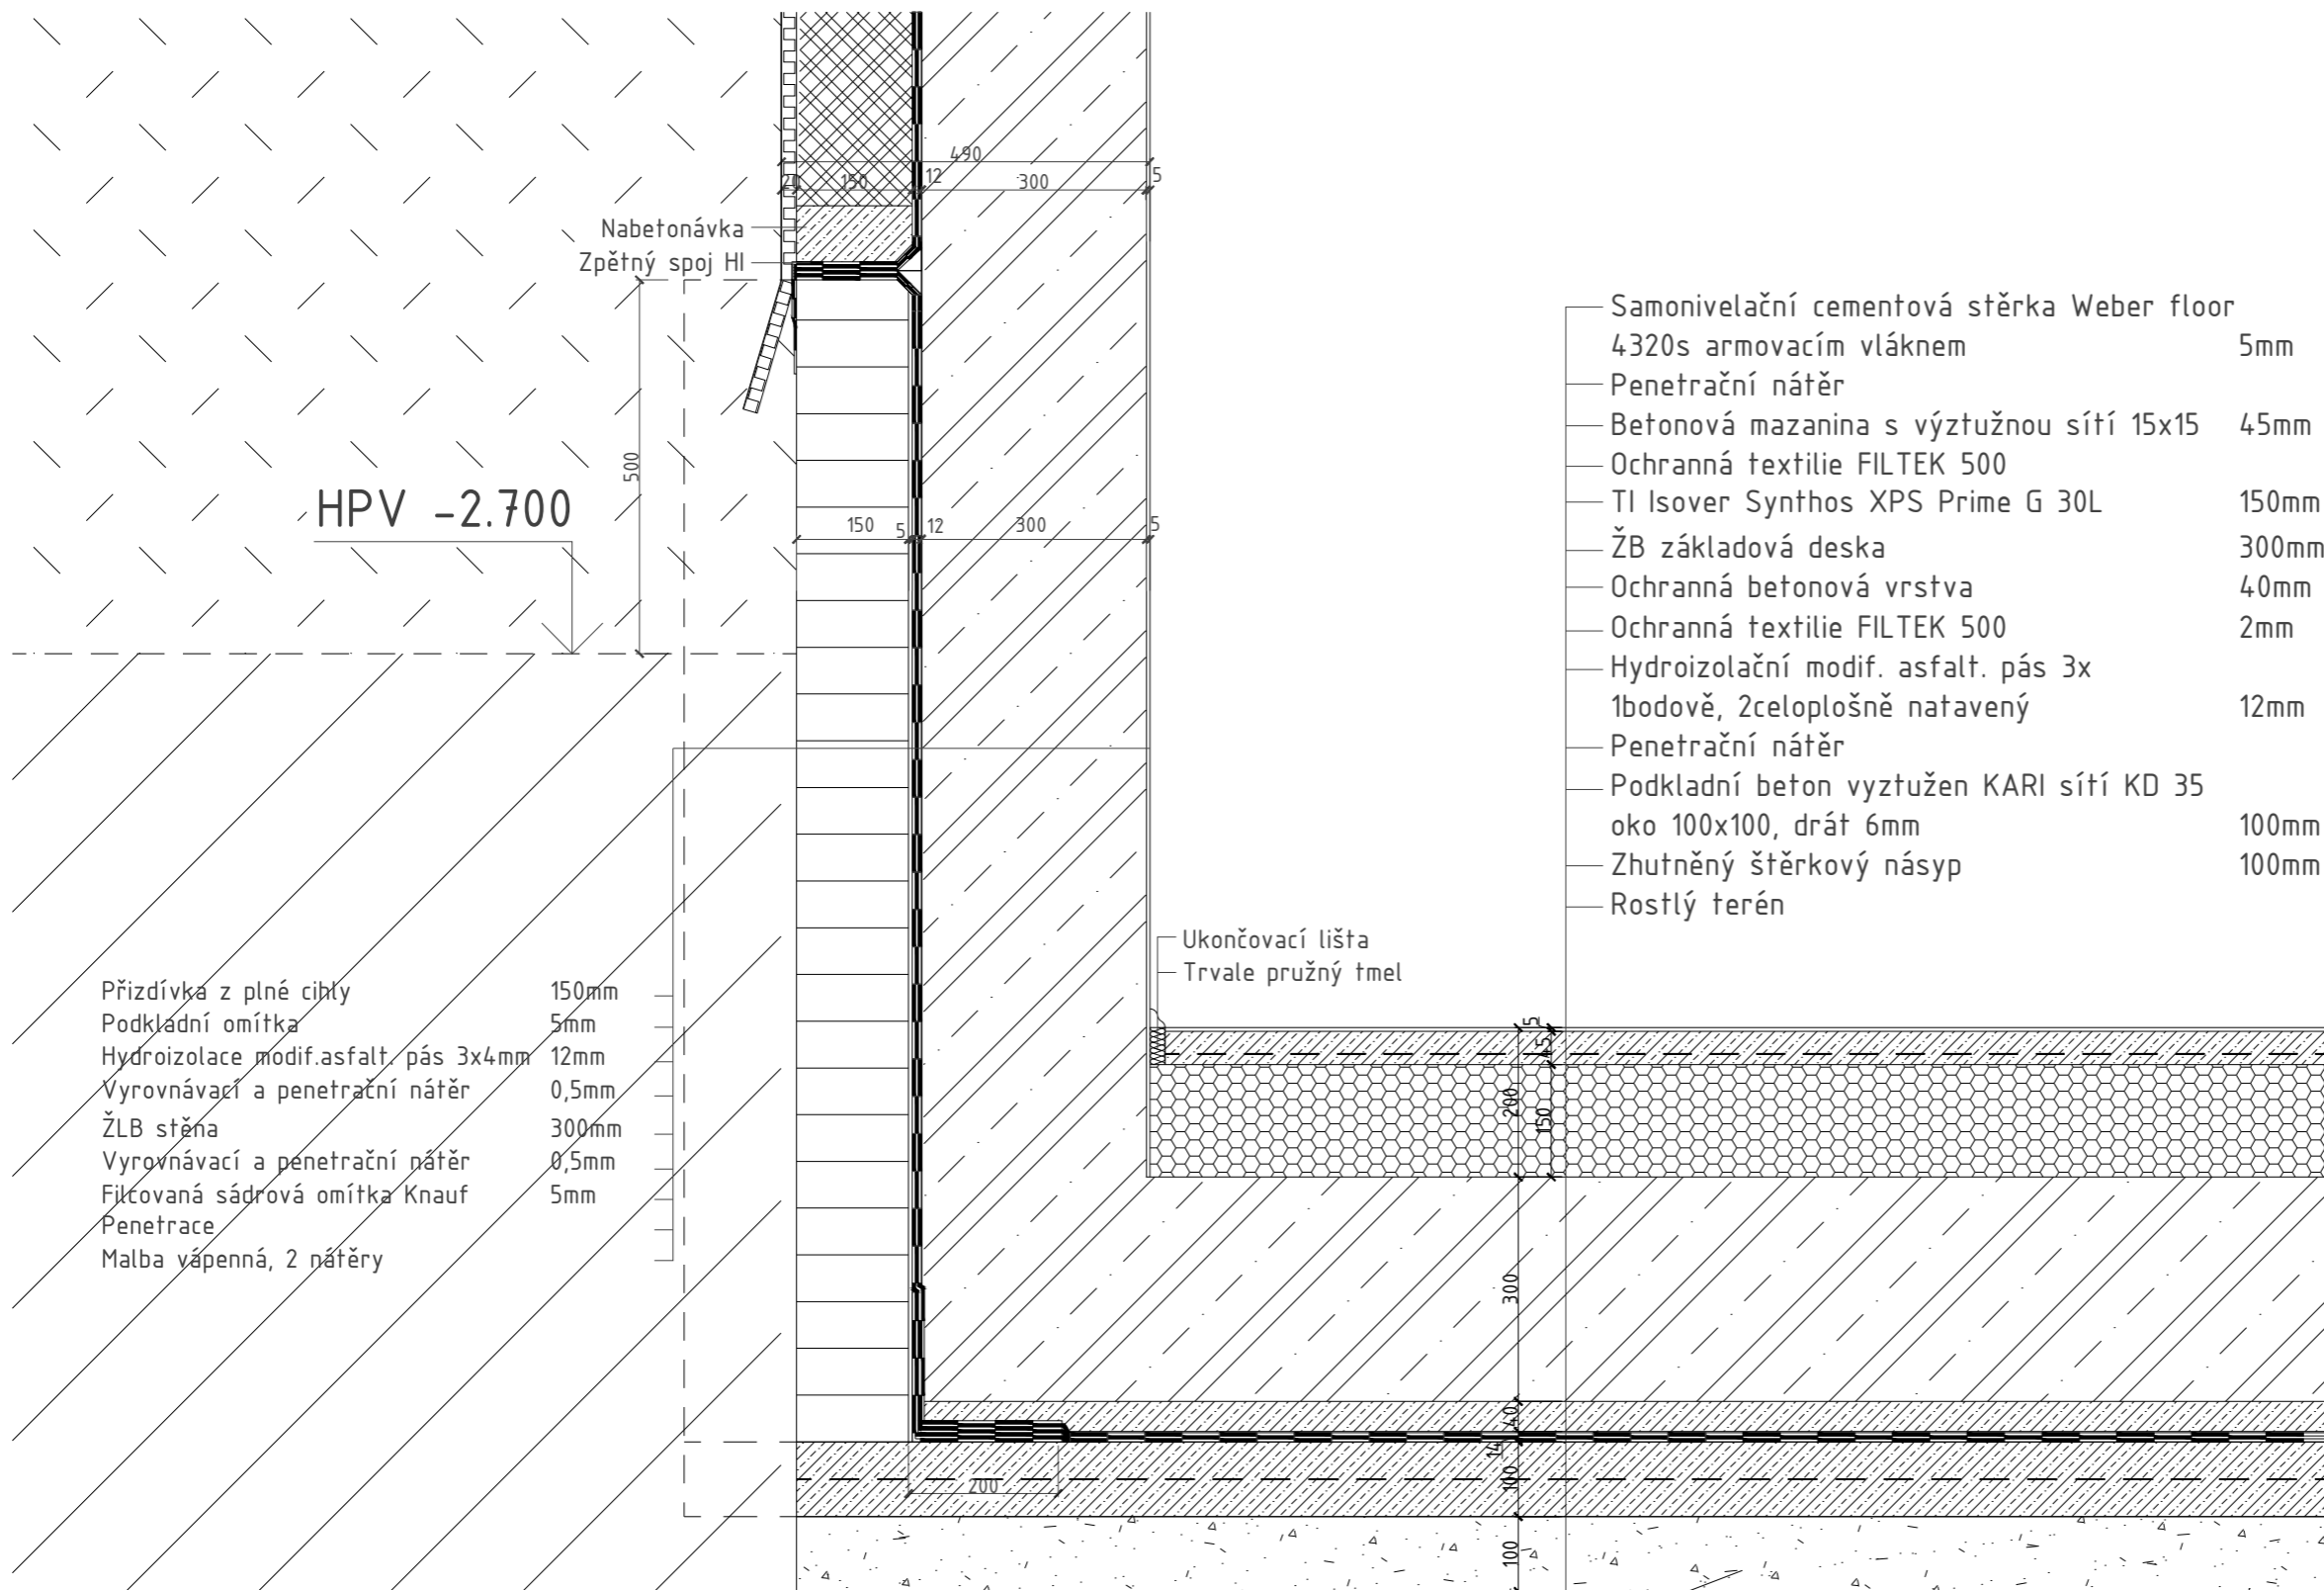 490
20 150 12 300 5
Nabetonávka
Zpětný spoj HI
500
HPV -2.700
150 5 12 300 5
Samonivelační cementová stěrka Weber floor
4320s armovacím vláknem 5mm
Penetrační nátěr
Betonová mazanina s výztužnou sítí 15x15 45mm
Ochranná textilie FILTEK 500
TI Isover Synthos XPS Prime G 30L 150mm
ŽB základová deska 300mm
Ochranná betonová vrstva 40mm
Ochranná textilie FILTEK 500 2mm
Hydroizolační modif. asfalt. pás 3x
1bodově, 2celoplošně natavený 12mm
Penetrační nátěr
Podkladní beton vyztužen KARI sítí KD 35
oko 100x100, drát 6mm 100mm
Zhutněný štěrkový násyp 100mm
Rostlý terén
Ukončovací lišta
Trvale pružný tmel
Přizdívka z plné cihly 150mm
Podkladní omítka 5mm
Hydroizolace modif.asfalt. pás 3x4mm 12mm
Vyrovnávací a penetrační nátěr 0,5mm
ŽLB stěna 300mm
Vyrovnávací a penetrační nátěr 0,5mm
Filcovaná sádrová omítka Knauf 5mm
Penetrace
Malba vápenná, 2 nátěry
5
45
200
150
300
40
14
100
200
100